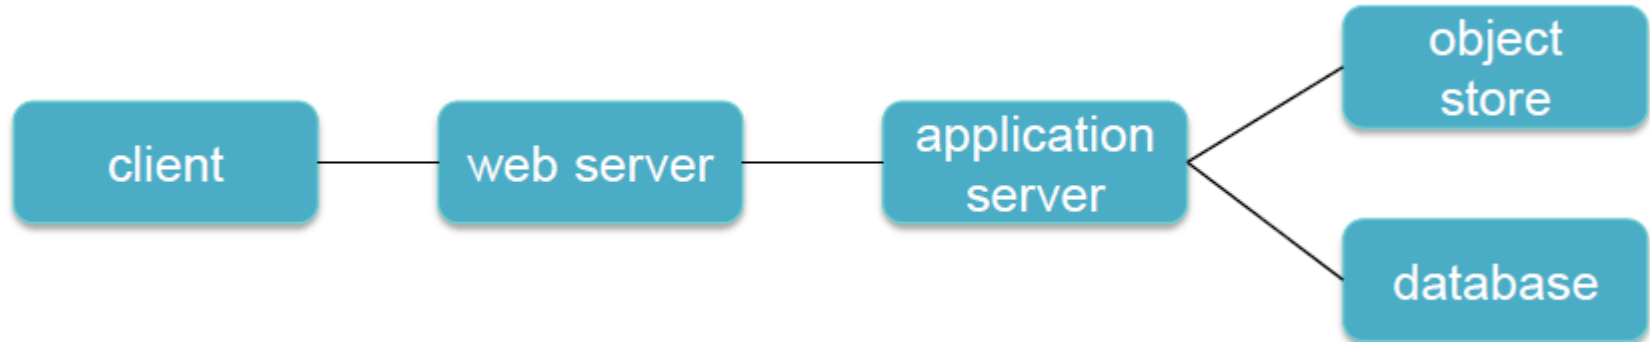 client
web server
application
server
object
store
database